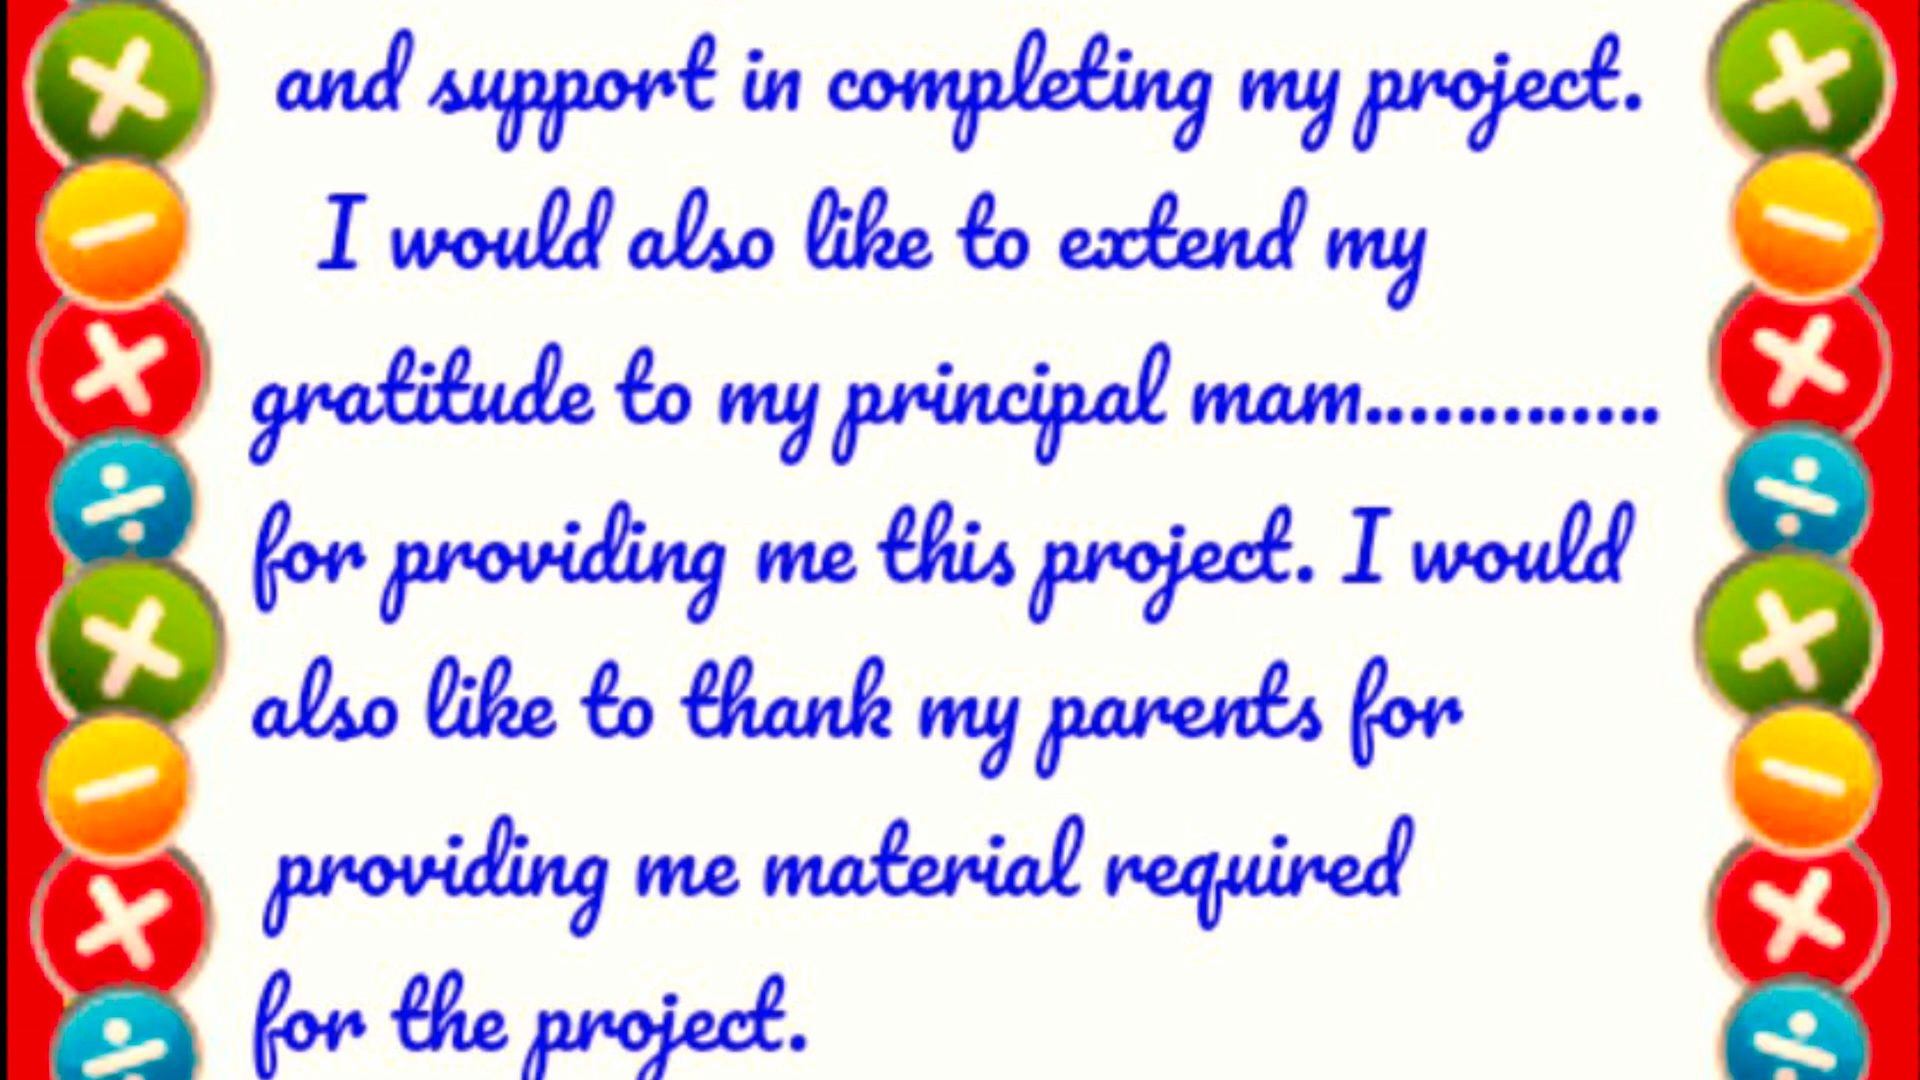 and support in completing my project.
I would also like to extend my
gratitude to my principal mam.............
for providing me this project. I would
also like to thank my parents for
providing me material required
for the project.